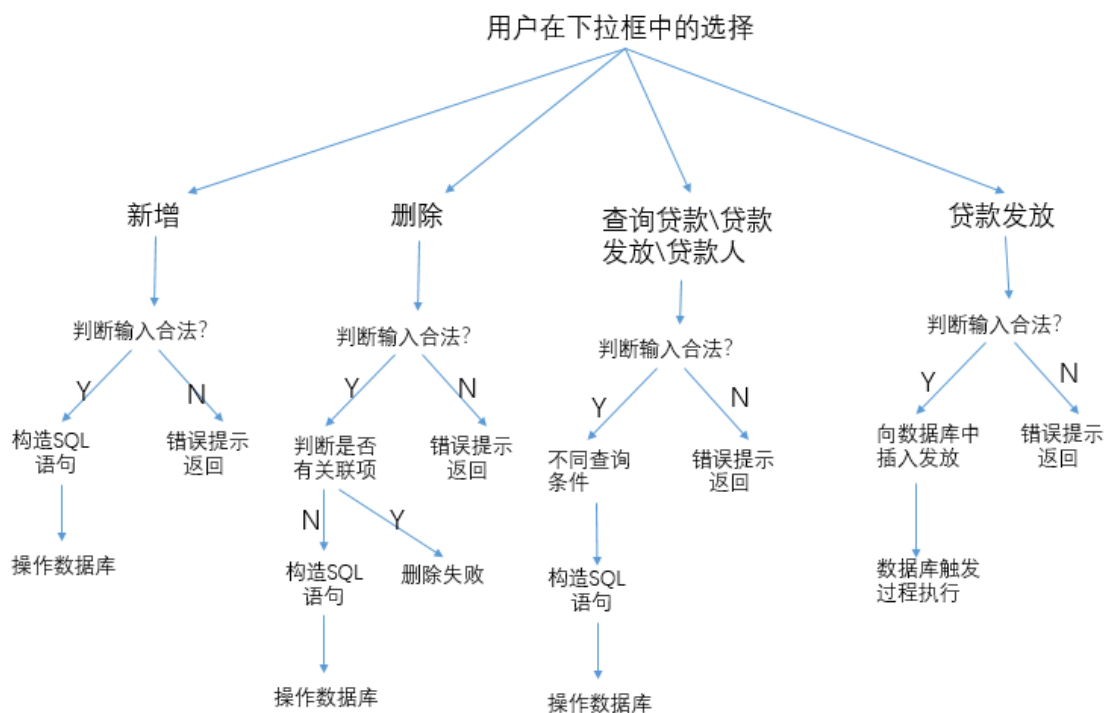 用户在下拉框中的选择
新增
删除
查询贷款\贷款
发放\贷款人
贷款发放
判断输入合法?
判断输入合法?
判断输入合法?
判断输入合法?
Y
N
Y
N
Y
N
Y
N
构造SQL
语句
错误提示
返回
判断是否
有关联项
错误提示
返回
不同查询
条件
错误提示
返回
向数据库中
插入发放
错误提示
返回
N
Y
操作数据库
构造SQL
语句
删除失败
构造SQL
语句
数据库触发
过程执行
操作数据库
操作数据库